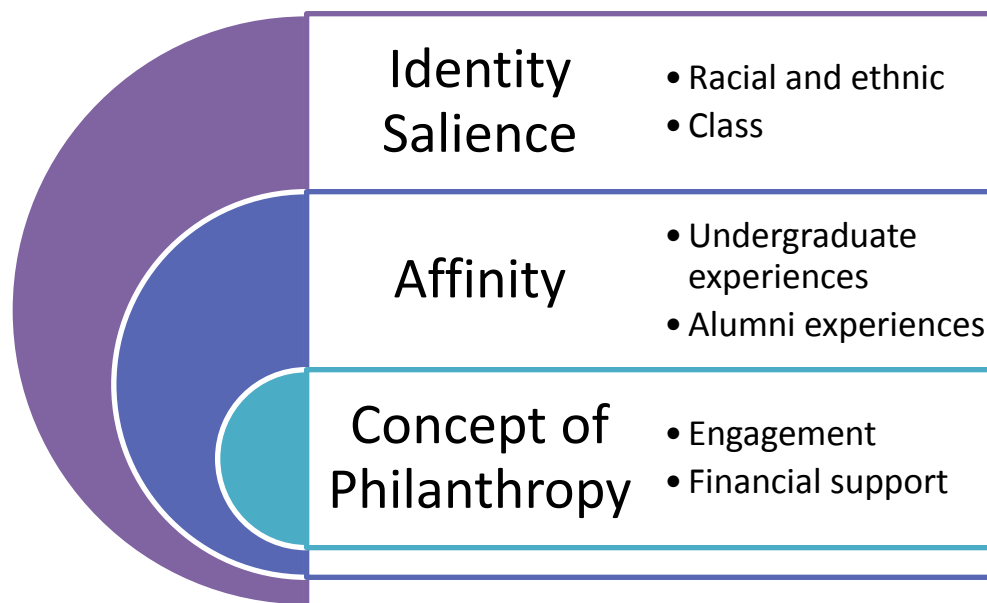 Identity
Salience
• Racial and ethnic
• Class
Affinity
• Undergraduate
experiences
• Alumni experiences
Concept of
Philanthropy
• Engagement
• Financial support